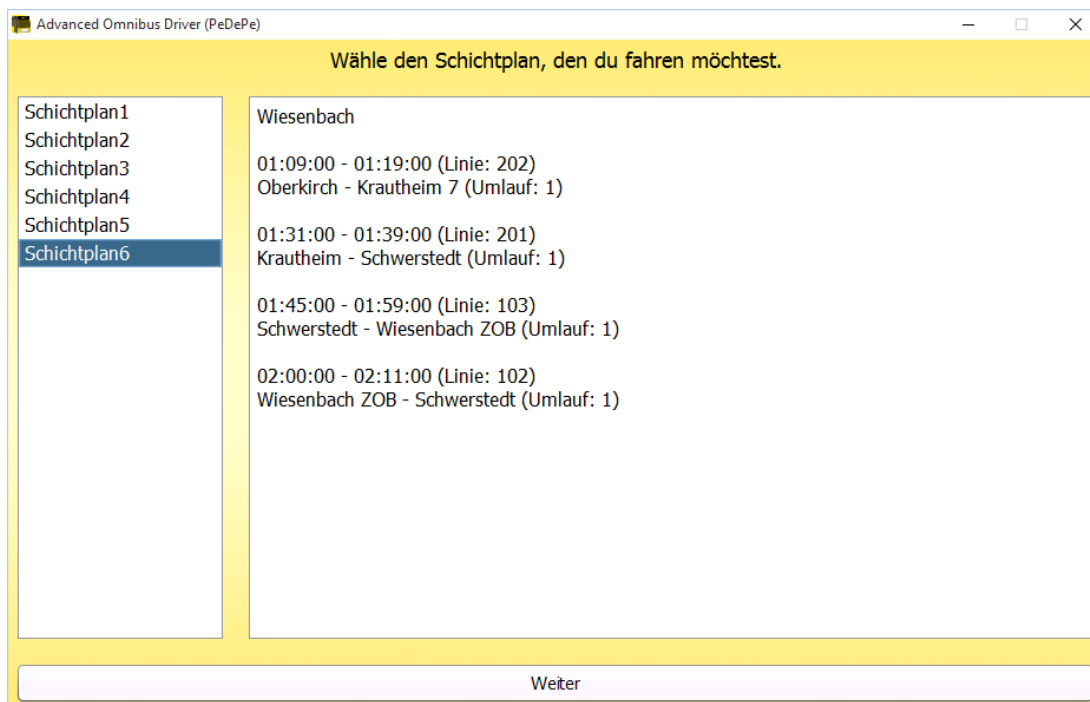 Advanced Omnibus Driver (PeDePe)
Wähle den Schichtplan, den du fahren möchtest.
Schichtplan1
Schichtplan2
Schichtplan3
Schichtplan4
Schichtplan5
Schichtplan6
Wiesenbach
01:09:00 - 01:19:00 (Linie: 202)
Oberkirch - Krautheim 7 (Umlauf: 1)
01:31:00 - 01:39:00 (Linie: 201)
Krautheim - Schwerstedt (Umlauf: 1)
01:45:00 - 01:59:00 (Linie: 103)
Schwerstedt - Wiesenbach ZOB (Umlauf: 1)
02:00:00 - 02:11:00 (Linie: 102)
Wiesenbach ZOB - Schwerstedt (Umlauf: 1)
Weiter